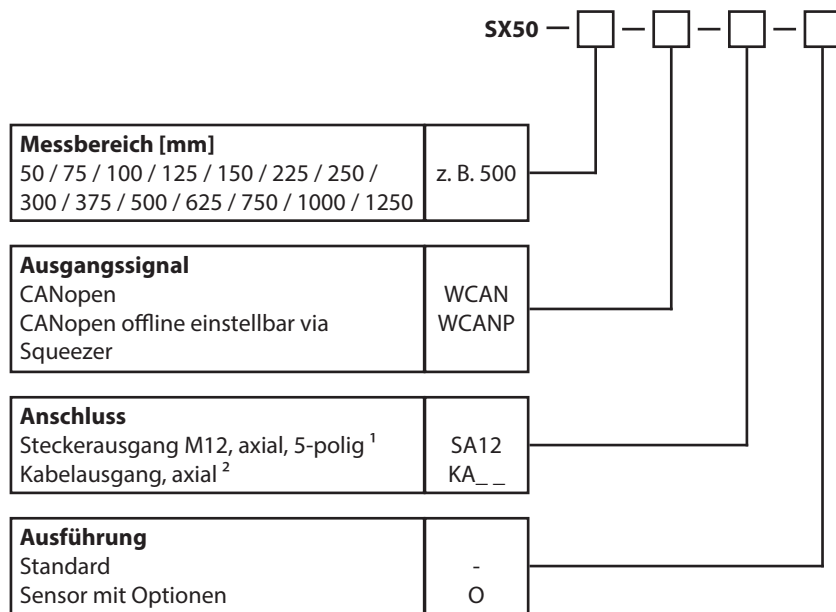 SX50 — □ — □ — □ — □
Messbereich [mm]
50 / 75 / 100 / 125 / 150 / 225 / 250 /
300 / 375 / 500 / 625 / 750 / 1000 / 1250
z. B. 500
Ausgangssignal
CANopen
WCAN
CANopen offline einstellbar via
WCANP
Squeezer
Anschluss
Steckerausgang M12, axial, 5-polig ¹
SA12
Kabelausgang, axial ²
KA_ _
Ausführung
Standard
-
Sensor mit Optionen
O